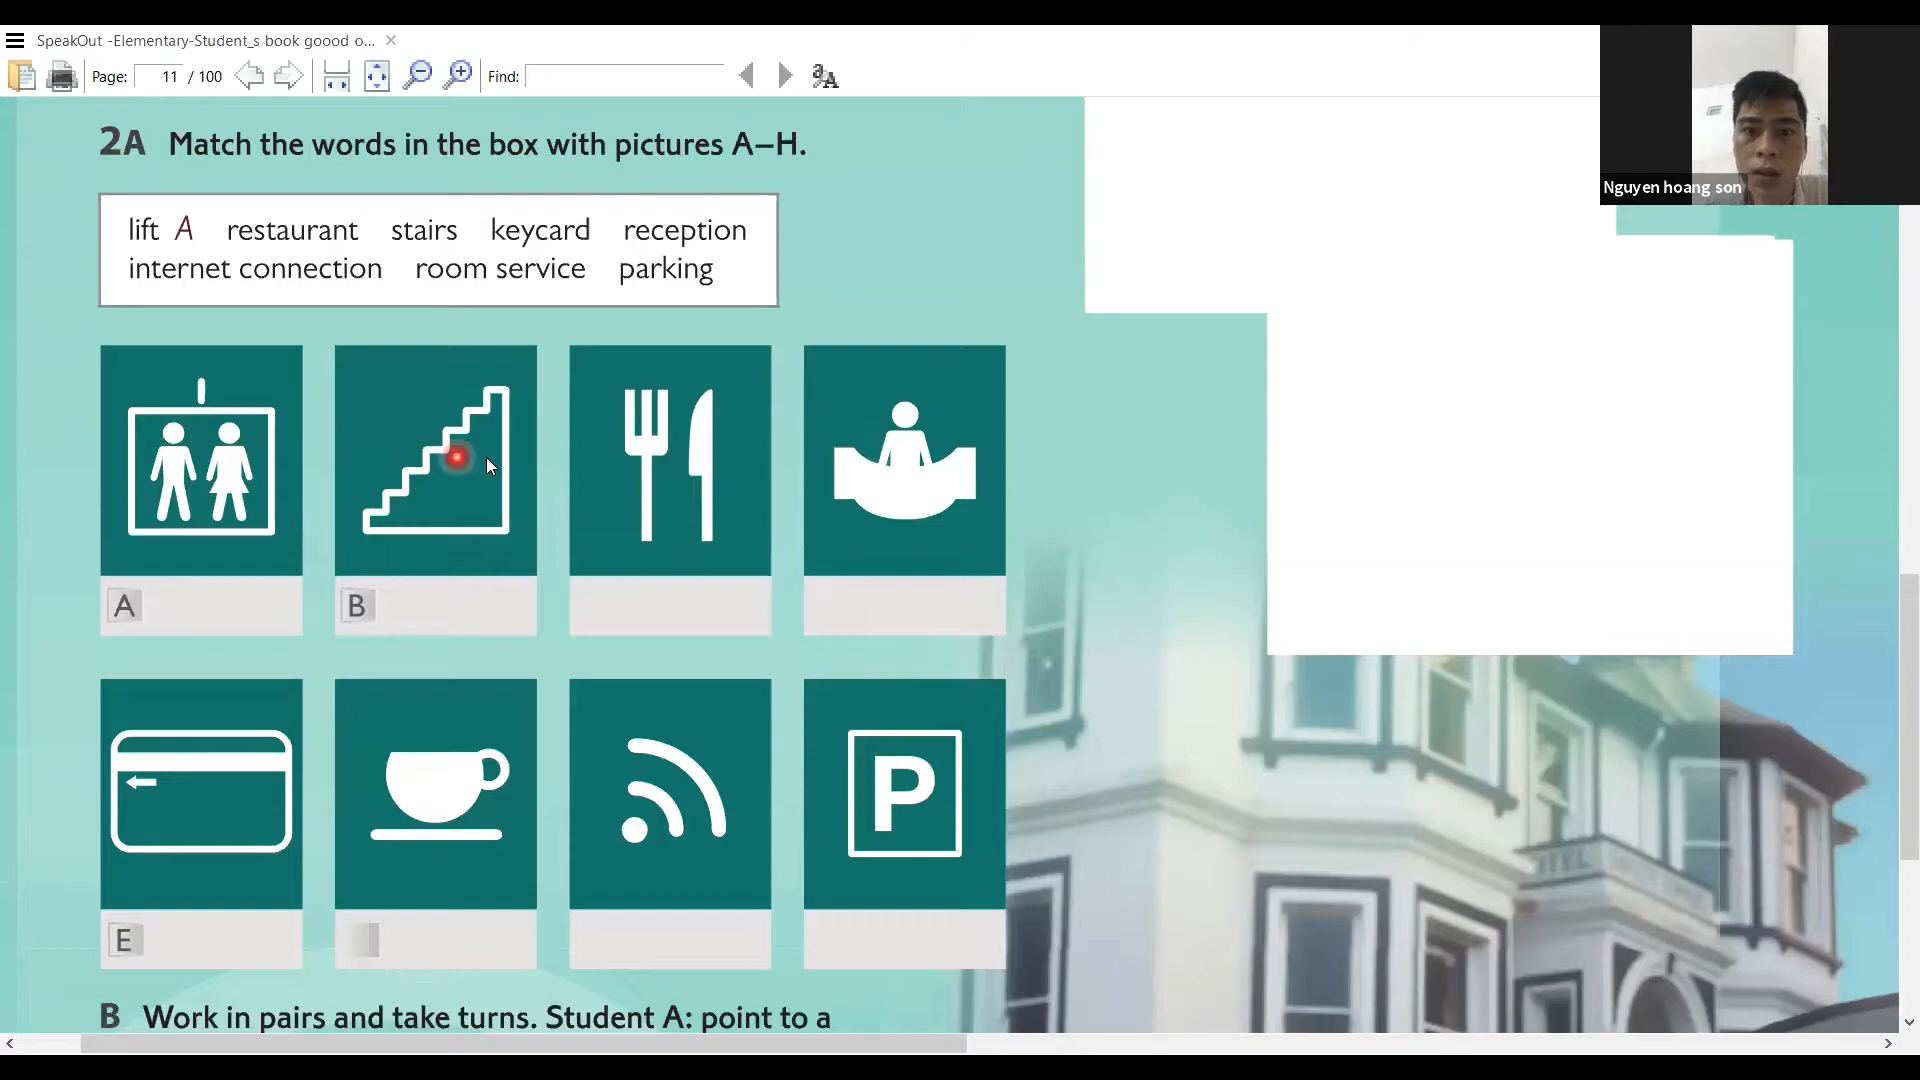 SpeakOut -Elementary-Student_s book goood o...
Page: 11 / 100 Find:
Nguyen hoang son
2A Match the words in the box with pictures A–H.
lift A restaurant stairs keycard reception
internet connection room service parking
A B
P
E
B Work in pairs and take turns. Student A: point to a